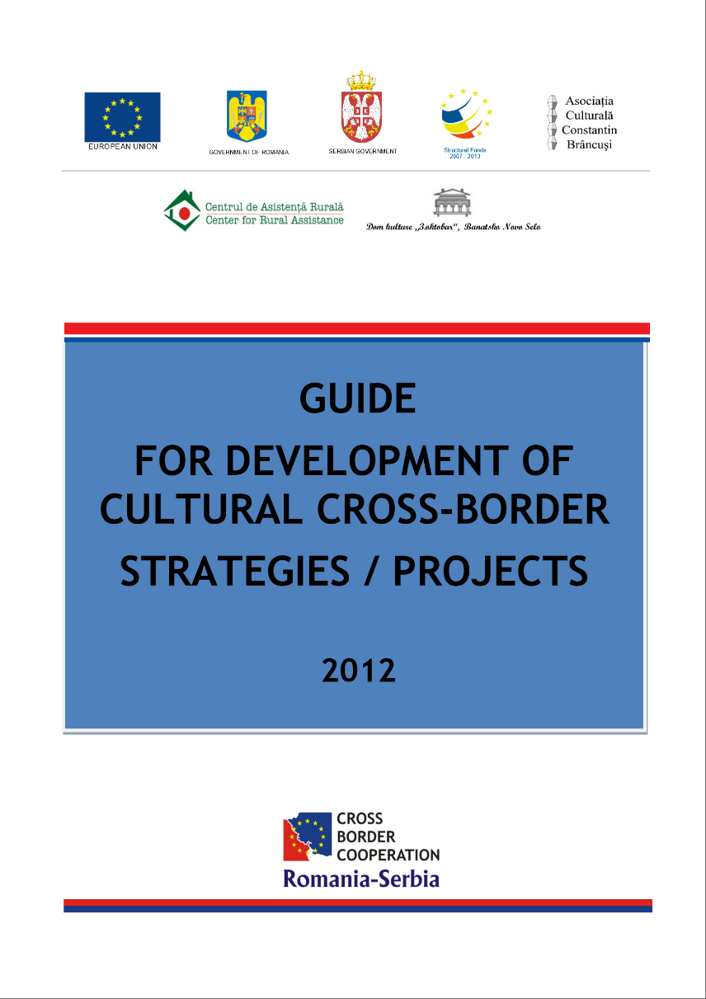 EUROPEAN UNION
GOVERNMENT OF ROMANIA
SERBIAN GOVERNMENT
Structural Funds
2007 - 2013
Asociația
Culturală
Constantin
Brâncuși
Centrul de Asistență Rurală
Center for Rural Assistance
Dom kulture „3.oktobar“, Banatsko Novo Selo
GUIDE
FOR DEVELOPMENT OF
CULTURAL CROSS-BORDER
STRATEGIES / PROJECTS
2012
CROSS
BORDER
COOPERATION
Romania-Serbia